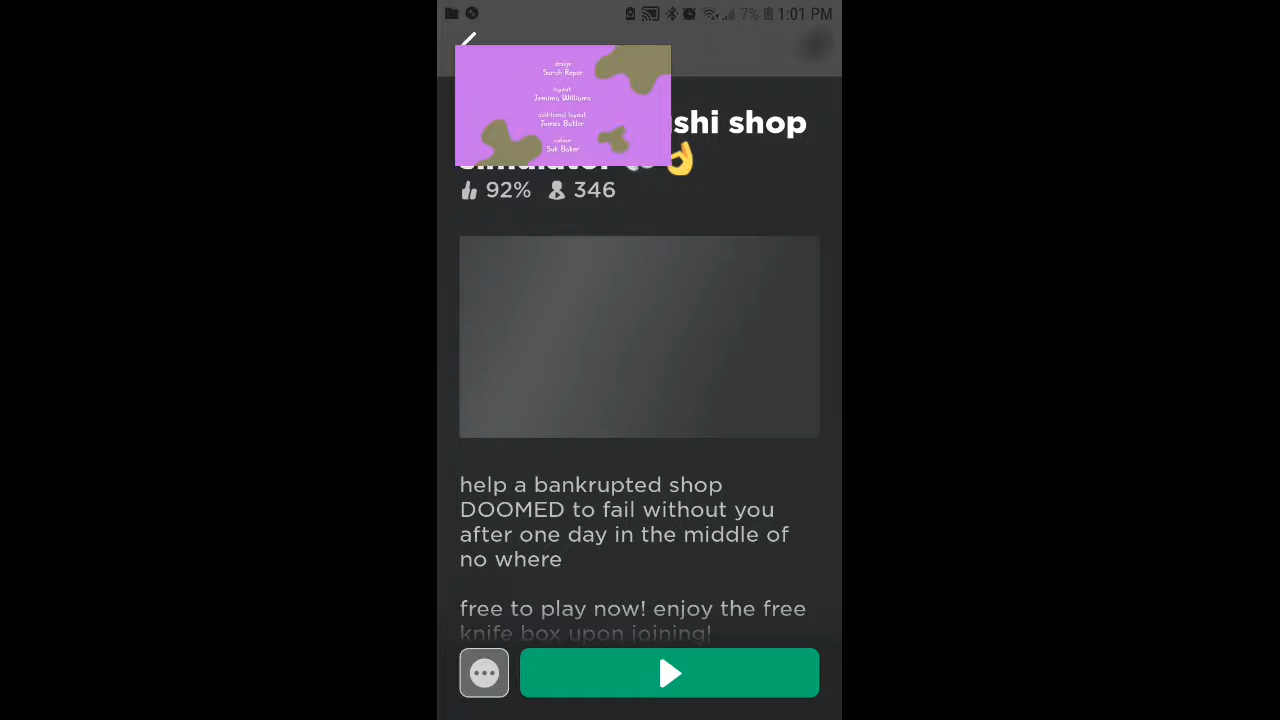 7% 1:01 PM
design
Sarah Roper
layout
Jemima Williams
additional layout
James Butler
colour
Suk Baker
shi shop
simulator 👌
92% 346
help a bankrupted shop
DOOMED to fail without you
after one day in the middle of
no where
free to play now! enjoy the free
knife box upon joining!